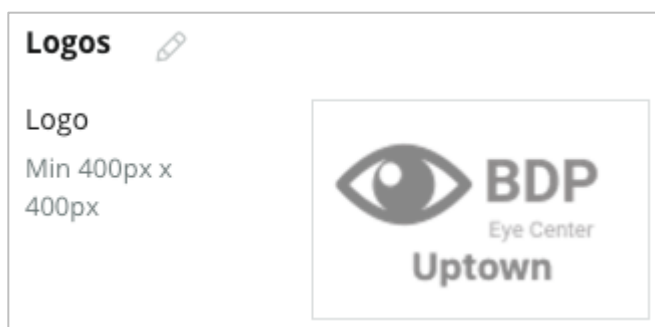 Logos
Logo
Min 400px x
400px
BDP
Eye Center
Uptown